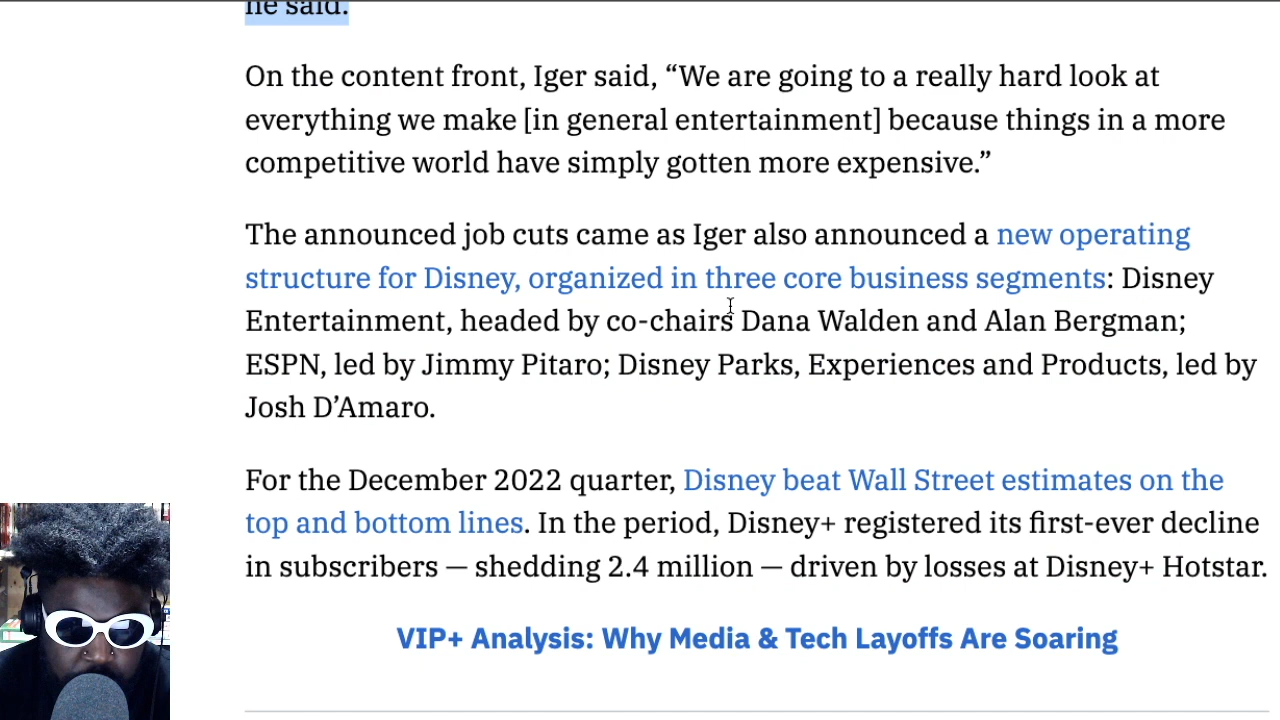 he said.
On the content front, Iger said, “We are going to a really hard look at
everything we make [in general entertainment] because things in a more
competitive world have simply gotten more expensive.”
The announced job cuts came as Iger also announced a new operating
structure for Disney, organized in three core business segments: Disney
Entertainment, headed by co-chairs Dana Walden and Alan Bergman;
ESPN, led by Jimmy Pitaro; Disney Parks, Experiences and Products, led by
Josh D’Amaro.
For the December 2022 quarter, Disney beat Wall Street estimates on the
top and bottom lines. In the period, Disney+ registered its first-ever decline
in subscribers — shedding 2.4 million — driven by losses at Disney+ Hotstar.
VIP+ Analysis: Why Media & Tech Layoffs Are Soaring